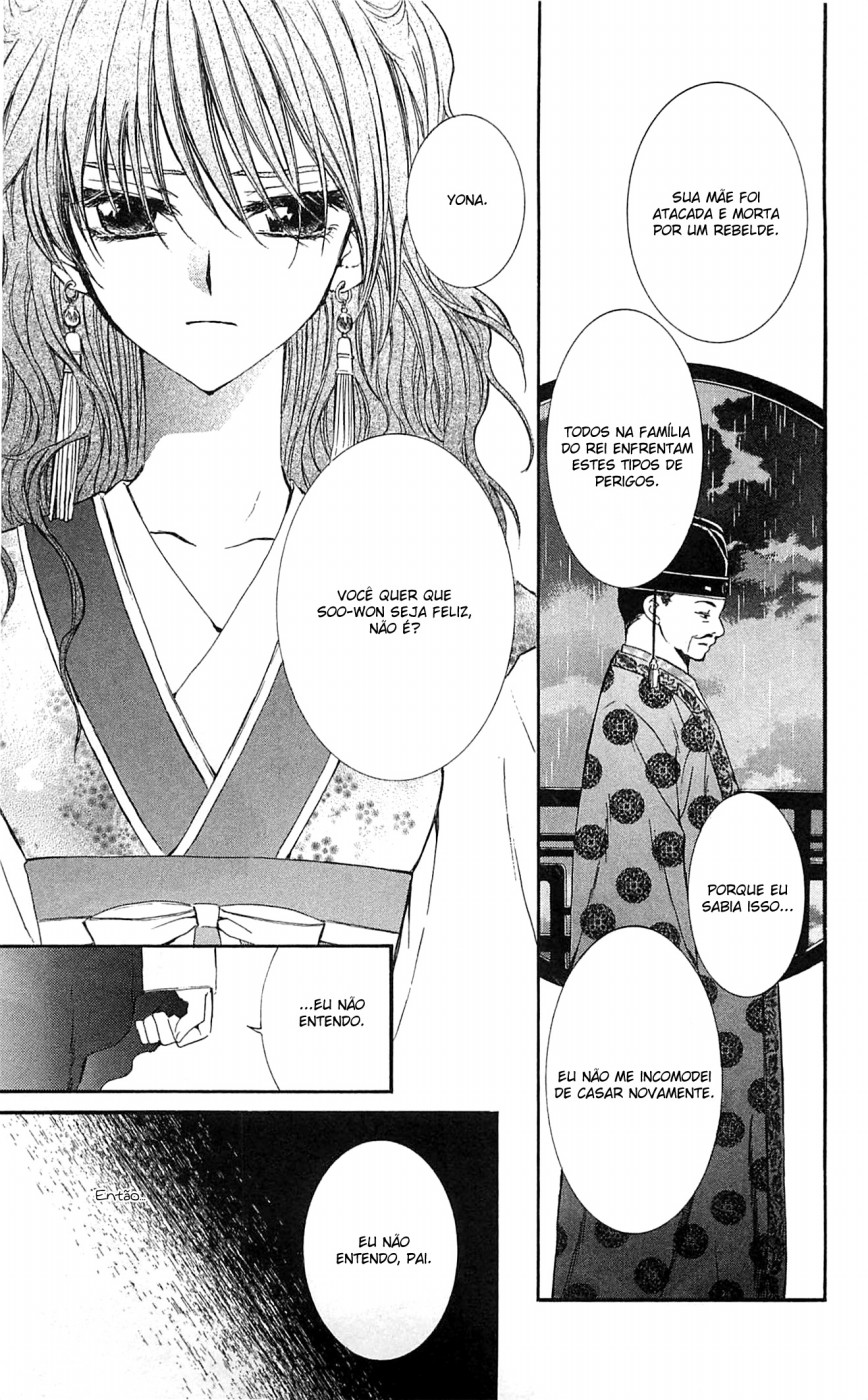 SUA MÃE FOI
ATACADA E MORTA
POR UM REBELDE.
TODOS NA FAMÍLIA
DO REI ENFRENTAM
ESTES TIPOS DE
PERIGOS.
PORQUE EU
SABIA ISSO...
EU NÃO ME INCOMODEI
DE CASAR NOVAMENTE.
YONA.
VOCÊ QUER QUE
SOO-WON SEJA FELIZ,
NÃO É?
...EU NÃO
ENTENDO.
EU NÃO
ENTENDO, PAI.
Então...